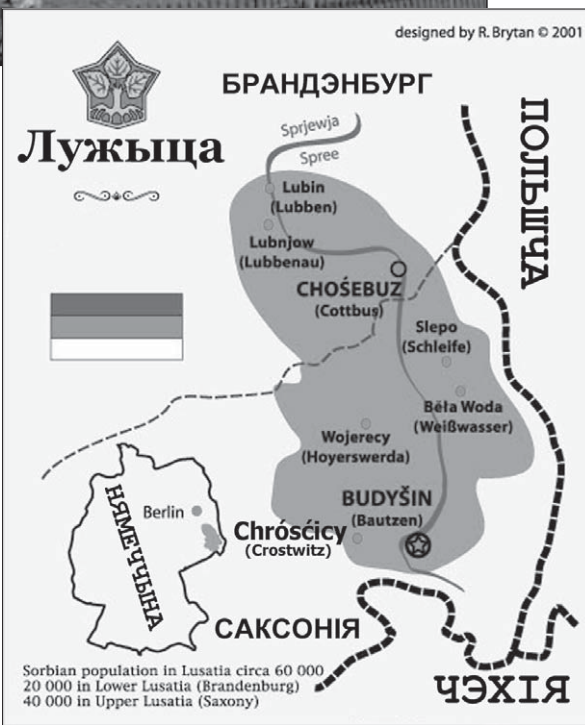 designed by R. Brytan © 2001
БРАНДЭНБУРГ
Лужыца
ПОЛЬШЧА
Sprjewja
Spree
Lubin
(Lubben)
Lubnjow
(Lubbenau)
CHOŚEBUZ
(Cottbus)
Slepo
(Schleife)
Běła Woda
(Weißwasser)
Wojerecy
(Hoyerswerda)
BUDYŠIN
(Bautzen)
Chrósćicy
(Crostwitz)
Berlin
НЯМЕЧЧЫНА
САКСОНІЯ
ЧЭХІЯ
Sorbian population in Lusatia circa 60 000
20 000 in Lower Lusatia (Brandenburg)
40 000 in Upper Lusatia (Saxony)